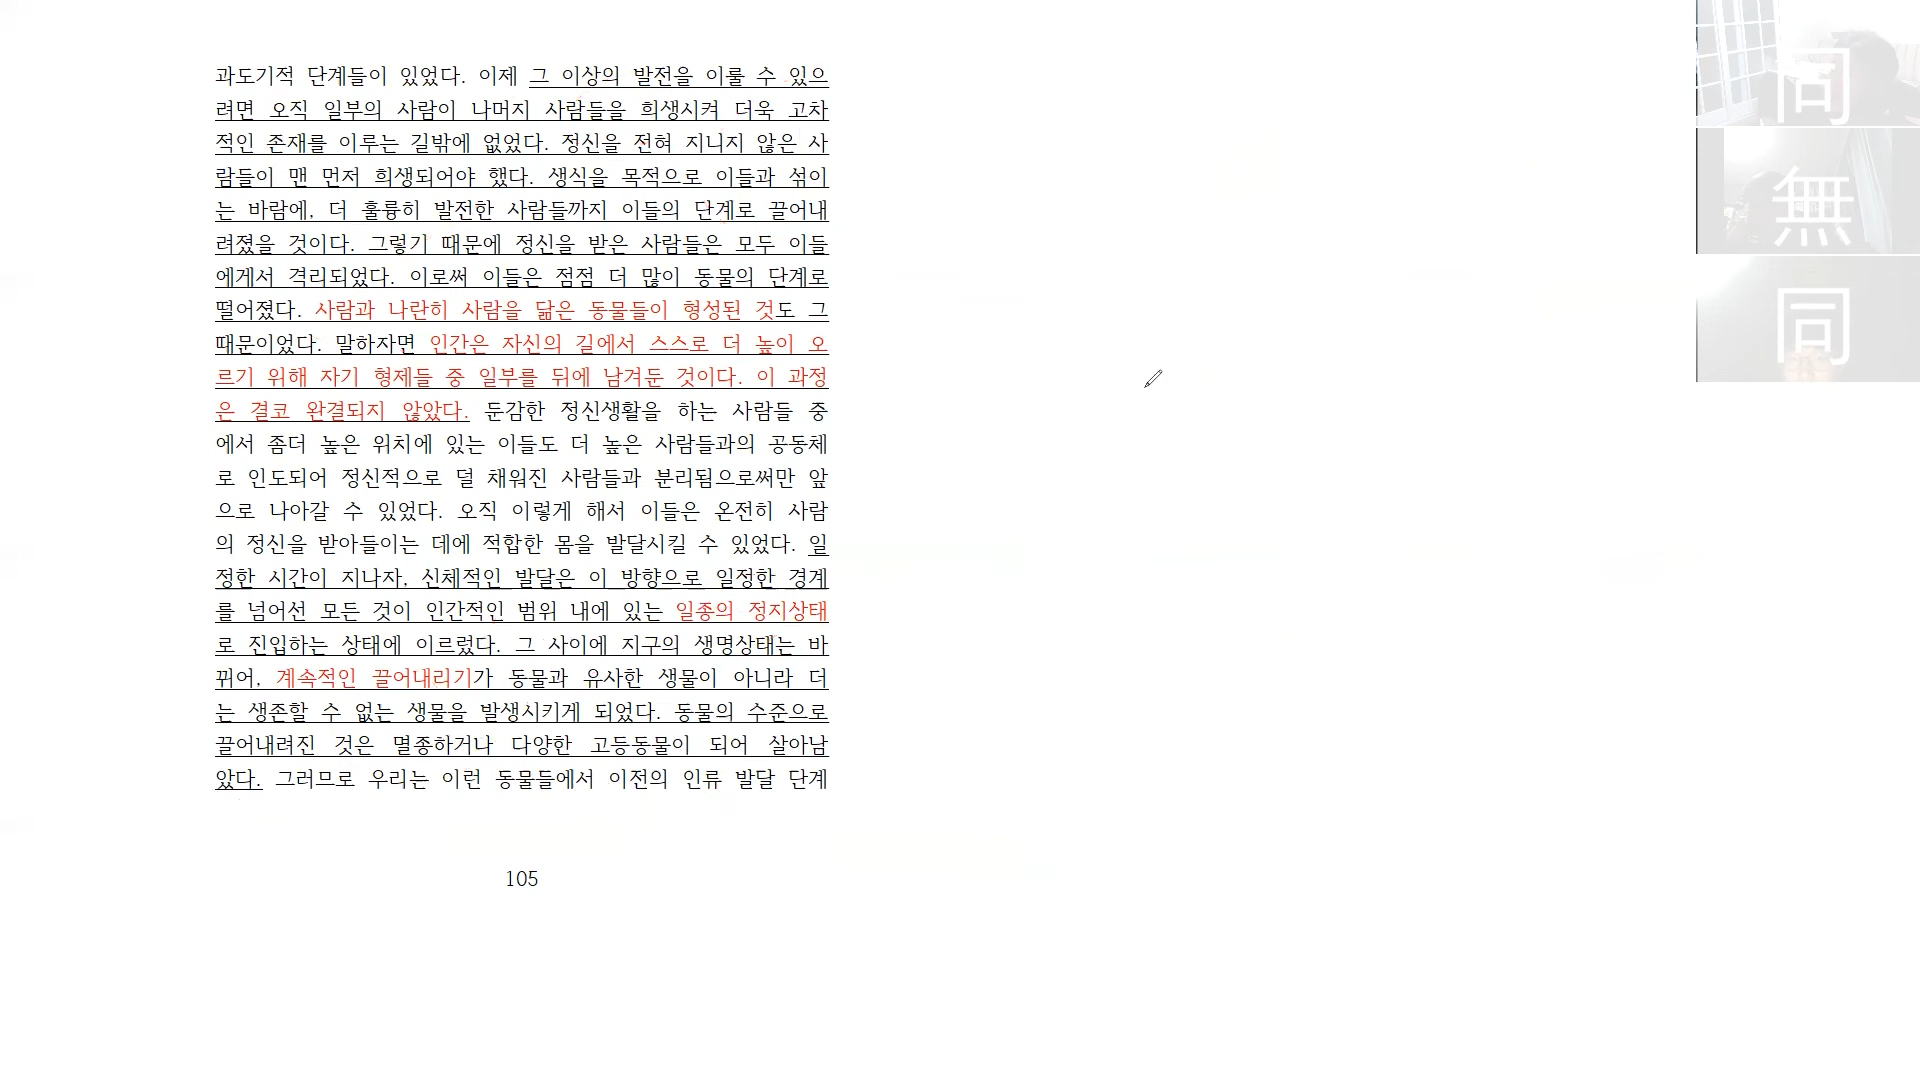 과도기적 단계들이 있었다. 이제 그 이상의 발전을 이룰 수 있으
려면 오직 일부의 사람이 나머지 사람들을 희생시켜 더욱 고차
적인 존재를 이루는 길밖에 없었다. 정신을 전혀 지니지 않은 사
람들이 맨 먼저 희생되어야 했다. 생식을 목적으로 이들과 섞이
는 바람에, 더 훌륭히 발전한 사람들까지 이들의 단계로 끌어내
려졌을 것이다. 그렇기 때문에 정신을 받은 사람들은 모두 이들
에게서 격리되었다. 이로써 이들은 점점 더 많이 동물의 단계로
떨어졌다. 사람과 나란히 사람을 닮은 동물들이 형성된 것도 그
때문이었다. 말하자면 인간은 자신의 길에서 스스로 더 높이 오
르기 위해 자기 형제들 중 일부를 뒤에 남겨둔 것이다. 이 과정
은 결코 완결되지 않았다. 둔감한 정신생활을 하는 사람들 중
에서 좀더 높은 위치에 있는 이들도 더 높은 사람들과의 공동체
로 인도되어 정신적으로 덜 채워진 사람들과 분리됨으로써만 앞
으로 나아갈 수 있었다. 오직 이렇게 해서 이들은 온전히 사람
의 정신을 받아들이는 데에 적합한 몸을 발달시킬 수 있었다. 일
정한 시간이 지나자, 신체적인 발달은 이 방향으로 일정한 경계
를 넘어선 모든 것이 인간적인 범위 내에 있는 일종의 정지상태
로 진입하는 상태에 이르렀다. 그 사이에 지구의 생명상태는 바
뀌어, 계속적인 끌어내리기가 동물과 유사한 생물이 아니라 더
는 생존할 수 없는 생물을 발생시키게 되었다. 동물의 수준으로
끌어내려진 것은 멸종하거나 다양한 고등동물이 되어 살아남
았다. 그러므로 우리는 이런 동물들에서 이전의 인류 발달 단계
105
同
無
同